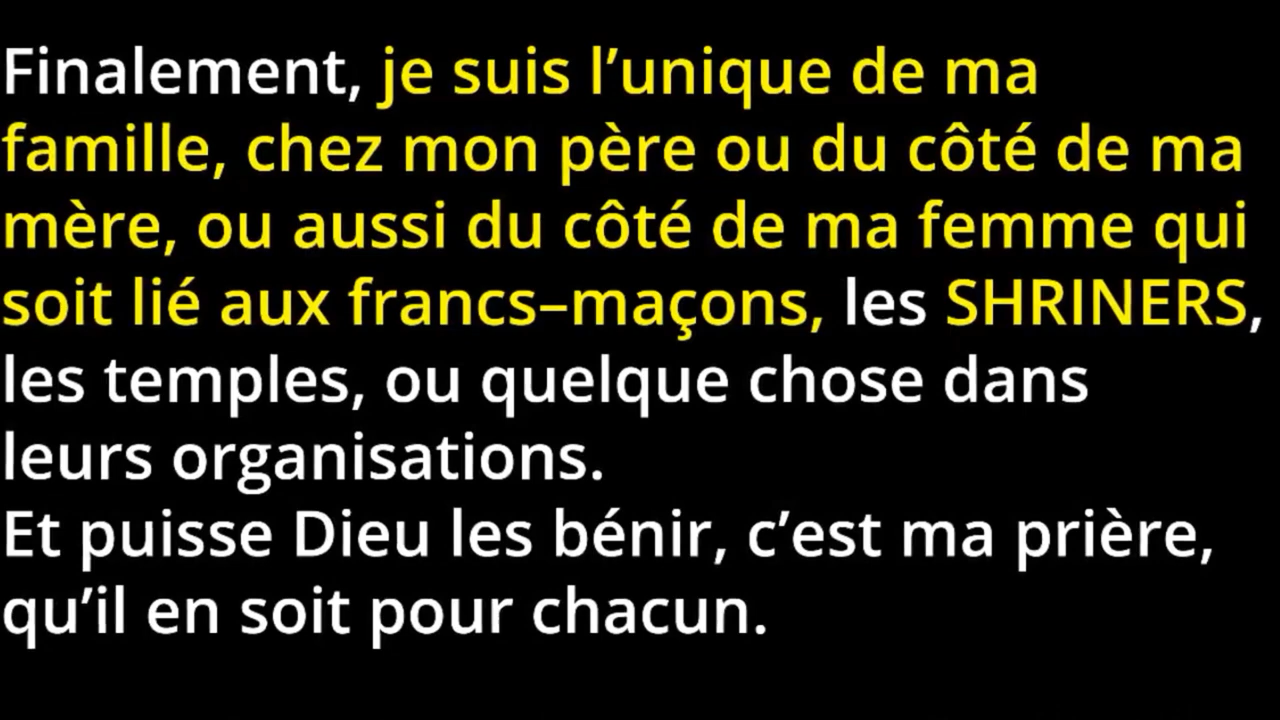 Finalement, je suis l’unique de ma
famille, chez mon père ou du côté de ma
mère, ou aussi du côté de ma femme qui
soit lié aux francs–maçons, les SHRINERS,
les temples, ou quelque chose dans
leurs organisations.
Et puisse Dieu les bénir, c’est ma prière,
qu’il en soit pour chacun.